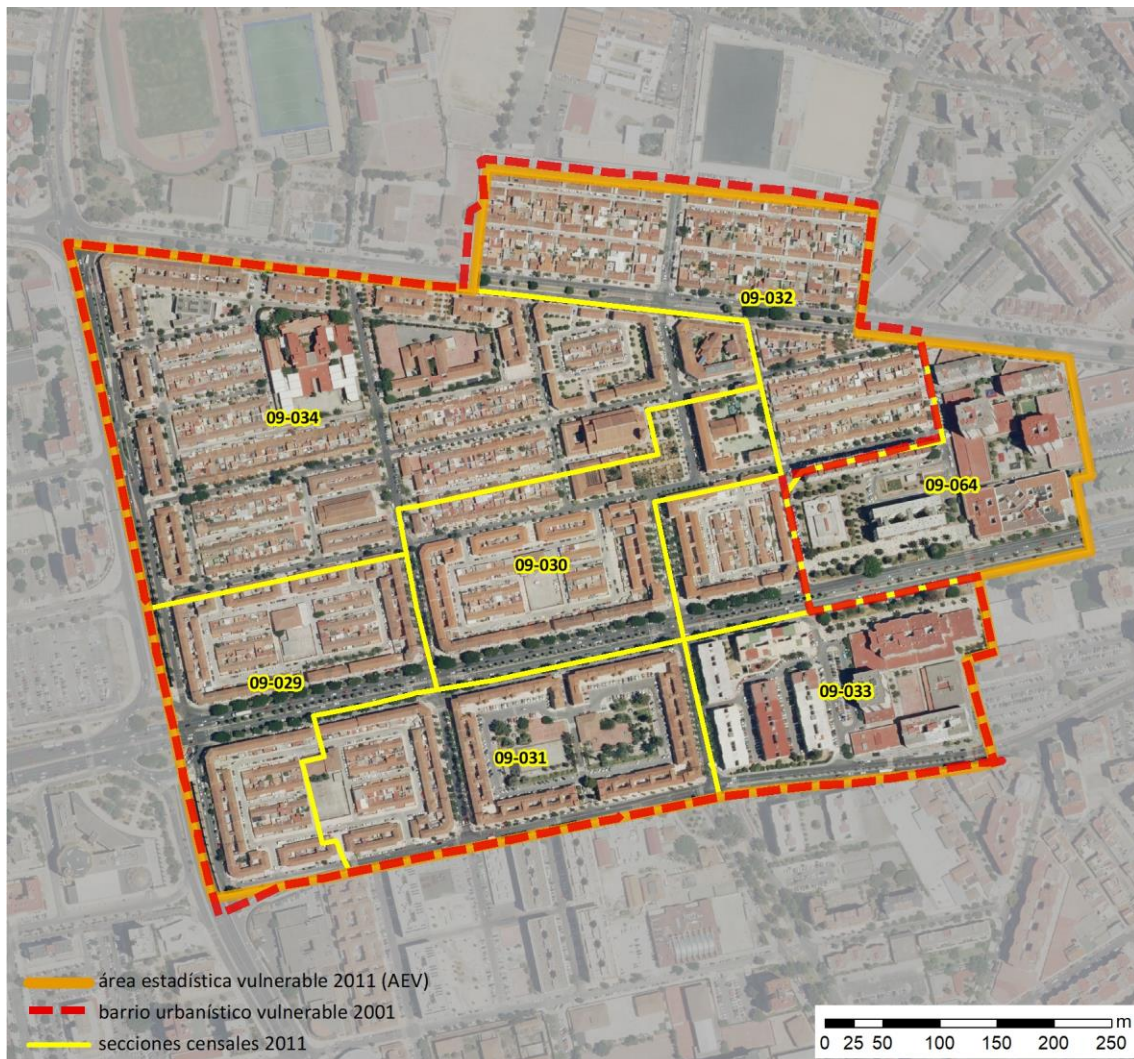 09-032
09-034
09-064
09-030
09-029
09-033
09-031
área estadística vulnerable 2011 (AEV)
barrio urbanístico vulnerable 2001
secciones censales 2011
m
0 25 50 100 150 200 250